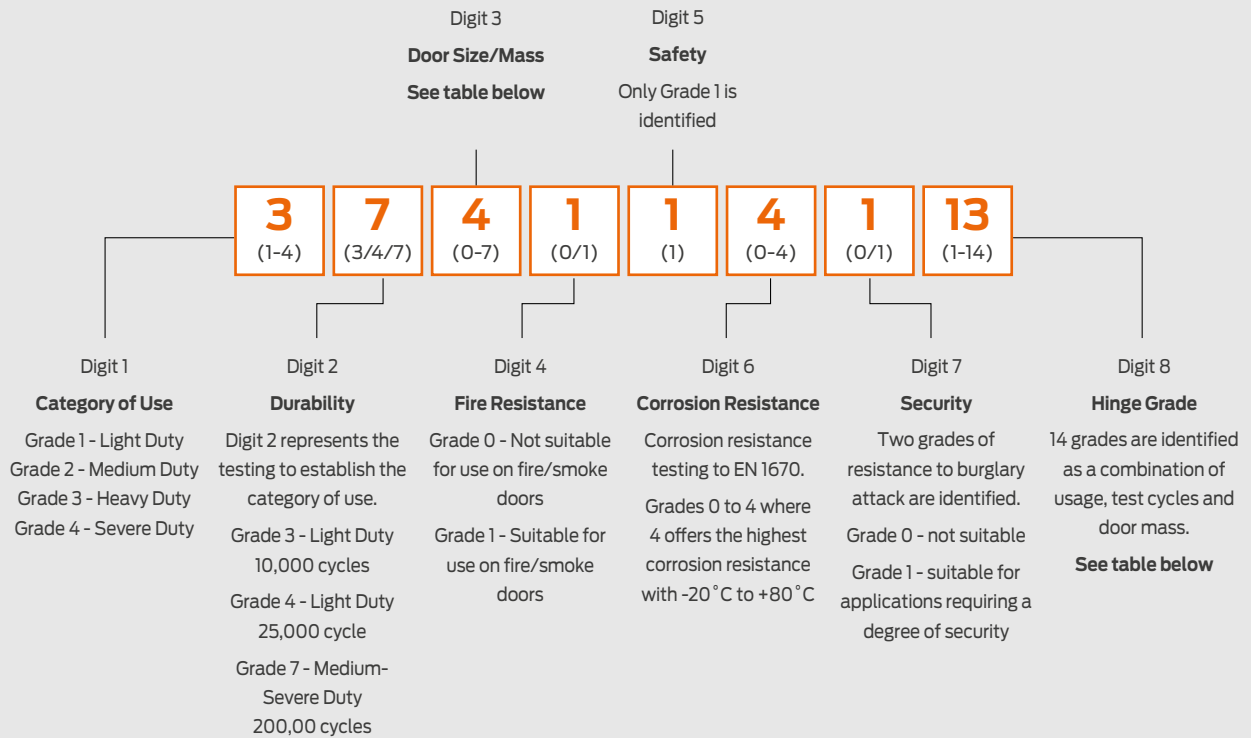 Digit 3
Door Size/Mass
See table below
Digit 5
Safety
Only Grade 1 is
identified
3
(1-4)
7
(3/4/7)
4
(0-7)
1
(0/1)
1
(1)
4
(0-4)
1
(0/1)
13
(1-14)
Digit 1
Category of Use
Grade 1 - Light Duty
Grade 2 - Medium Duty
Grade 3 - Heavy Duty
Grade 4 - Severe Duty
Digit 2
Durability
Digit 2 represents the
testing to establish the
category of use.
Grade 3 - Light Duty
10,000 cycles
Grade 4 - Light Duty
25,000 cycle
Grade 7 - Medium-
Severe Duty
200,00 cycles
Digit 4
Fire Resistance
Grade 0 - Not suitable
for use on fire/smoke
doors
Grade 1 - Suitable for
use on fire/smoke
doors
Digit 6
Corrosion Resistance
Corrosion resistance
testing to EN 1670.
Grades 0 to 4 where
4 offers the highest
corrosion resistance
with -20˚C to +80˚C
Digit 7
Security
Two grades of
resistance to burglary
attack are identified.
Grade 0 - not suitable
Grade 1 - suitable for
applications requiring a
degree of security
Digit 8
Hinge Grade
14 grades are identified
as a combination of
usage, test cycles and
door mass.
See table below